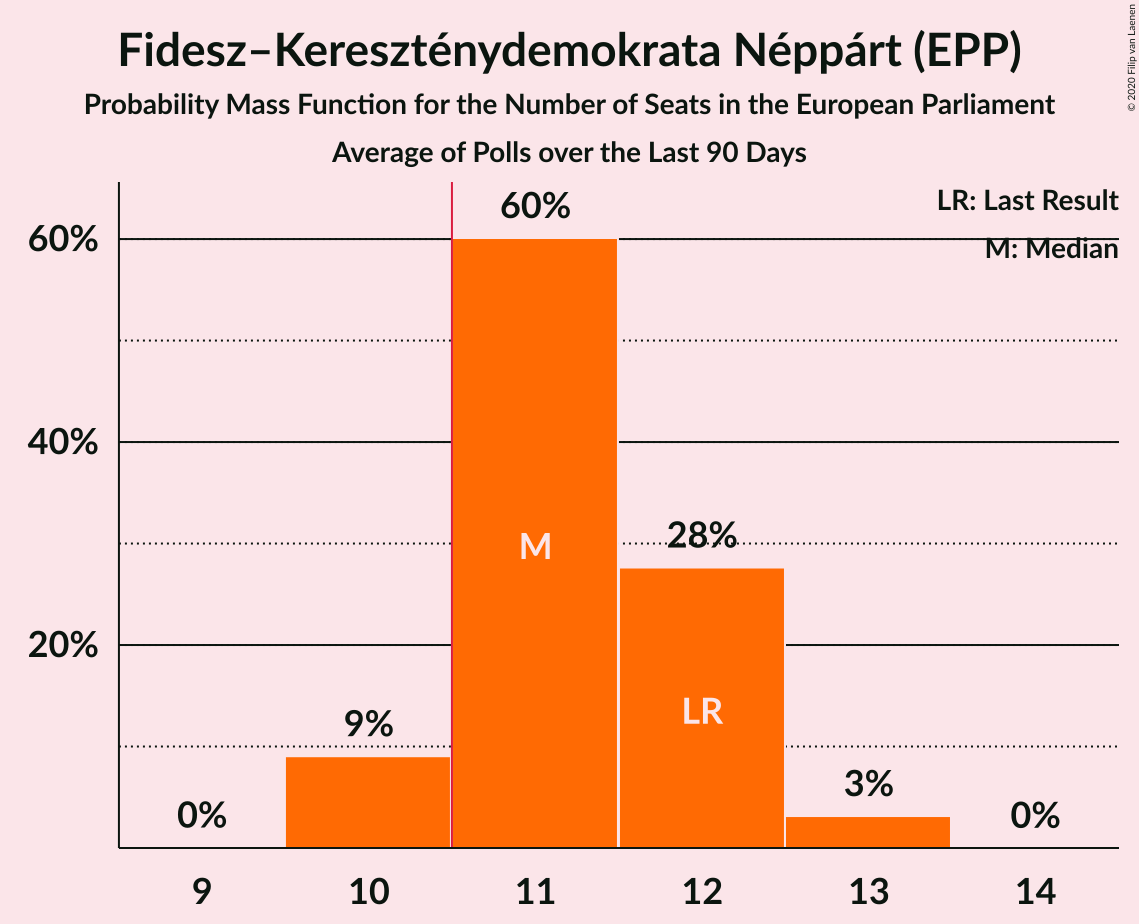 Fidesz–Kereszténydemokrata Néppárt (EPP)
Probability Mass Function for the Number of Seats in the European Parliament
Average of Polls over the Last 90 Days
© 2020 Filip van Laenen
LR: Last Result
M: Median
60%
40%
20%
0%
9%
60%
28%
3%
0%
M
LR
9 10 11 12 13 14